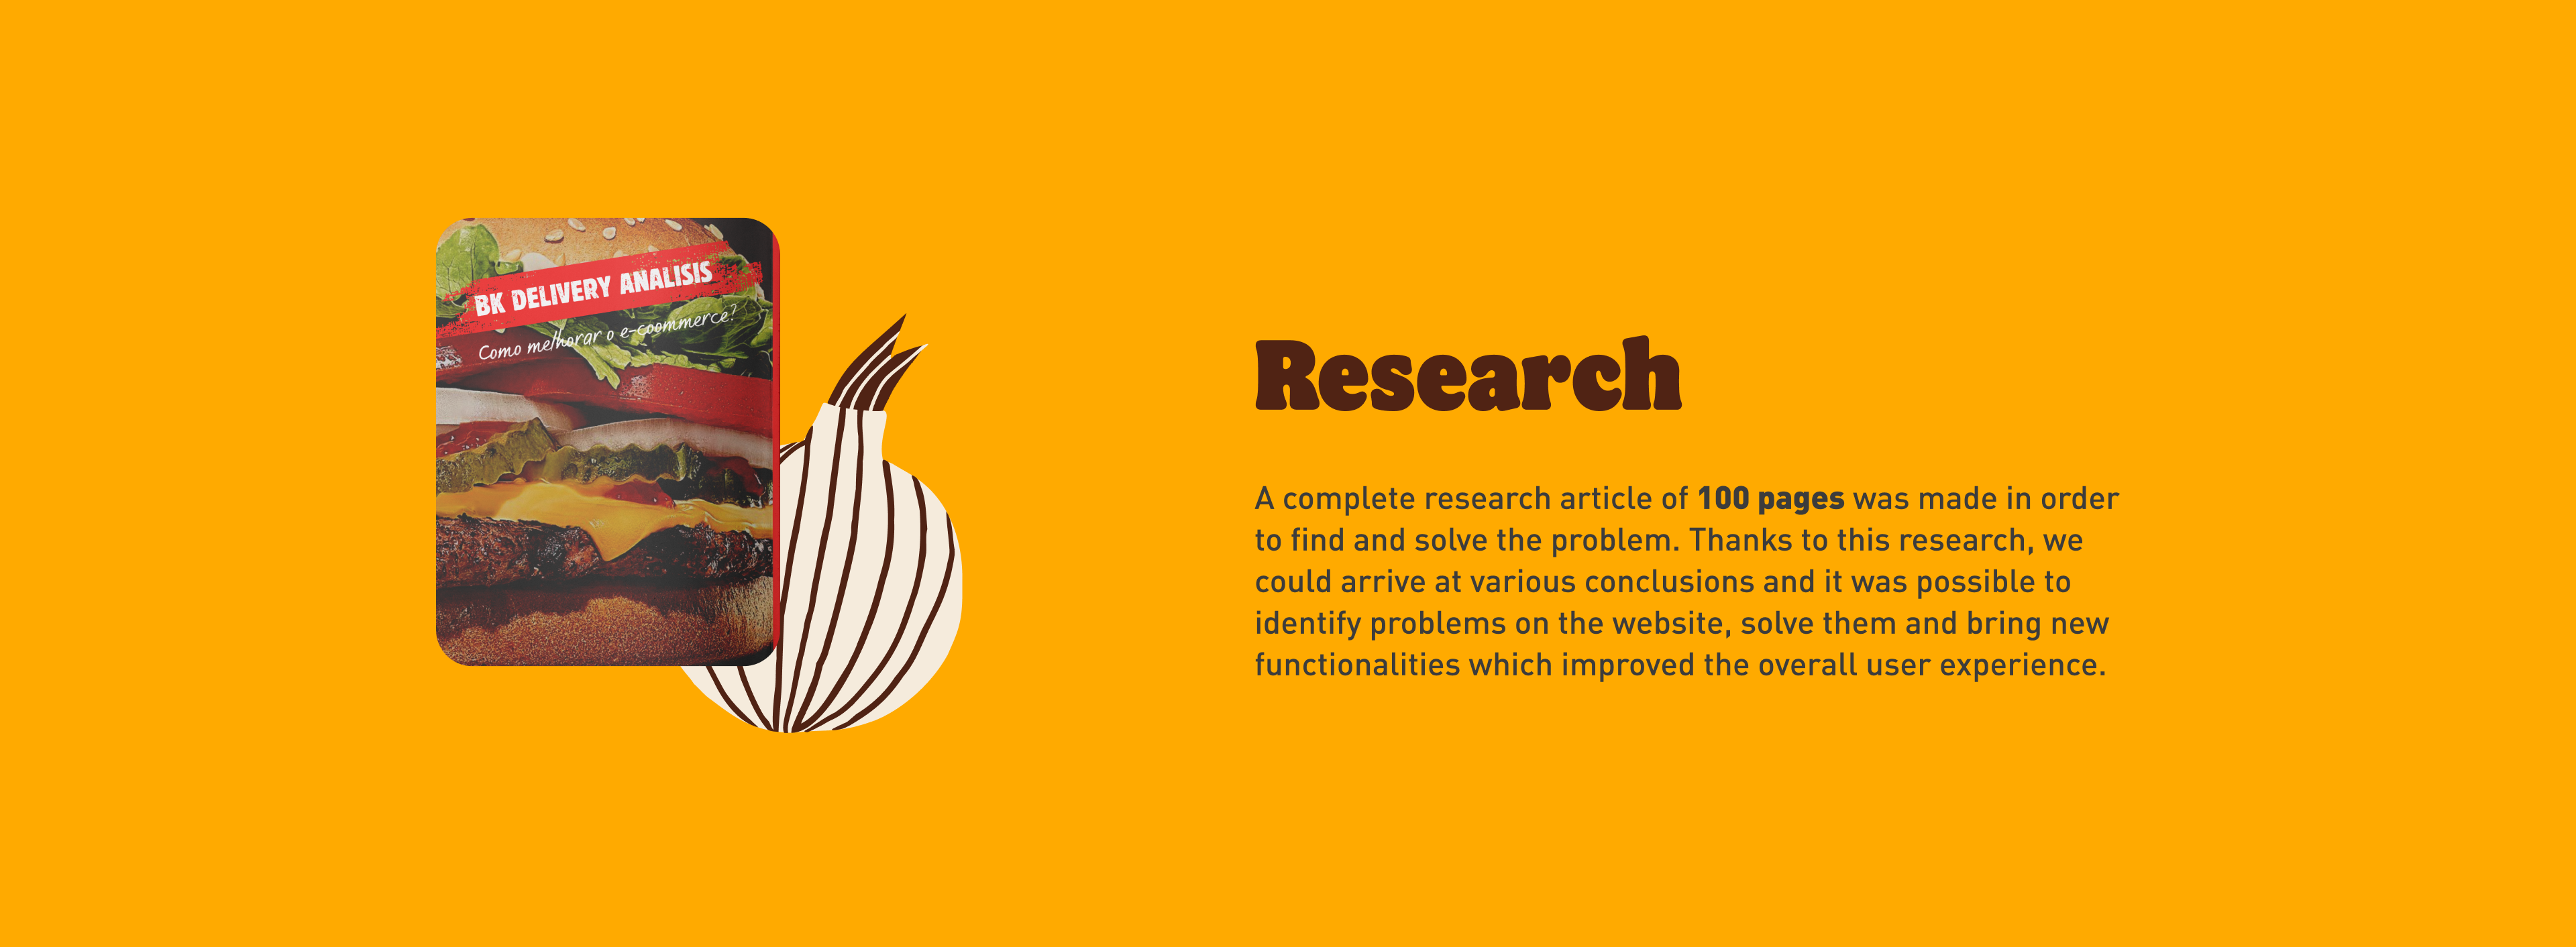 BK DELIVERY ANALISIS
Como melhorar o e-coommerce?
Research
A complete research article of 100 pages was made in order
to find and solve the problem. Thanks to this research, we
could arrive at various conclusions and it was possible to
identify problems on the website, solve them and bring new
functionalities which improved the overall user experience.